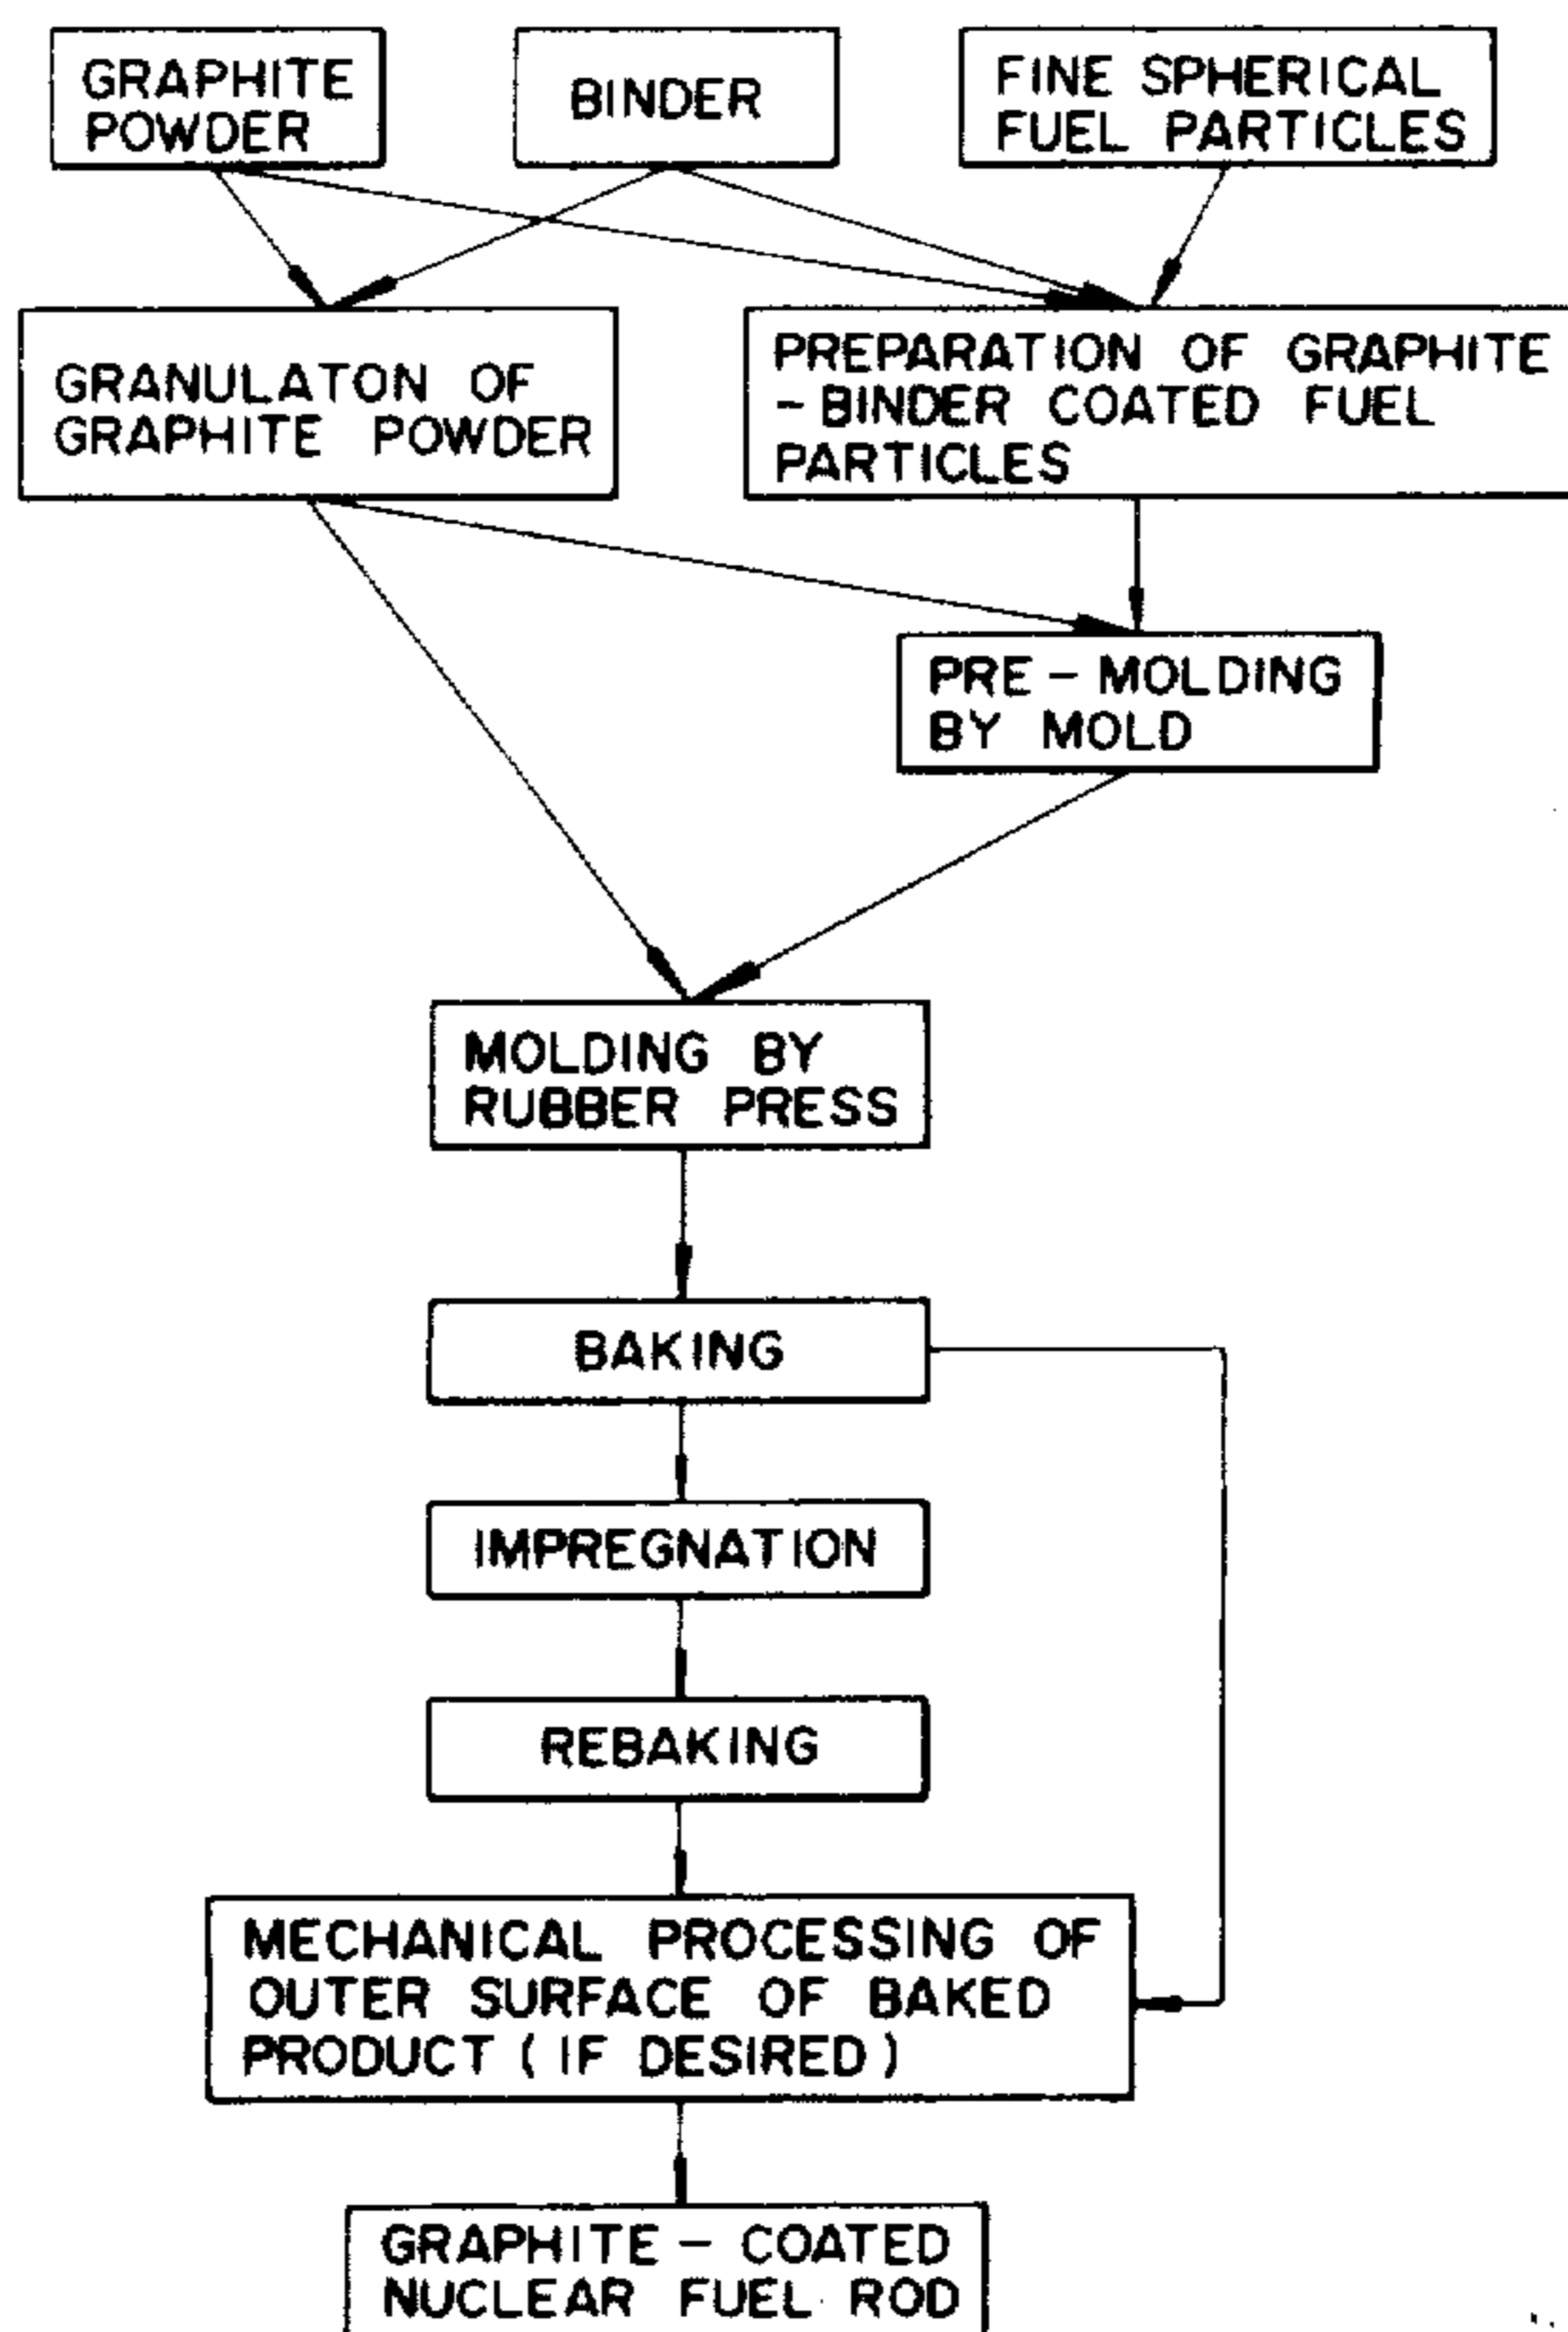 GRAPHITE
POWDER
BINDER
FINE SPHERICAL
FUEL PARTICLES
GRANULATON OF
GRAPHITE POWDER
PREPARATION OF GRAPHITE
- BINDER COATED FUEL
PARTICLES
PRE - MOLDING
BY MOLD
MOLDING BY
RUBBER PRESS
BAKING
IMPREGNATION
REBAKING
MECHANICAL PROCESSING OF
OUTER SURFACE OF BAKED
PRODUCT ( IF DESIRED )
GRAPHITE - COATED
NUCLEAR FUEL ROD